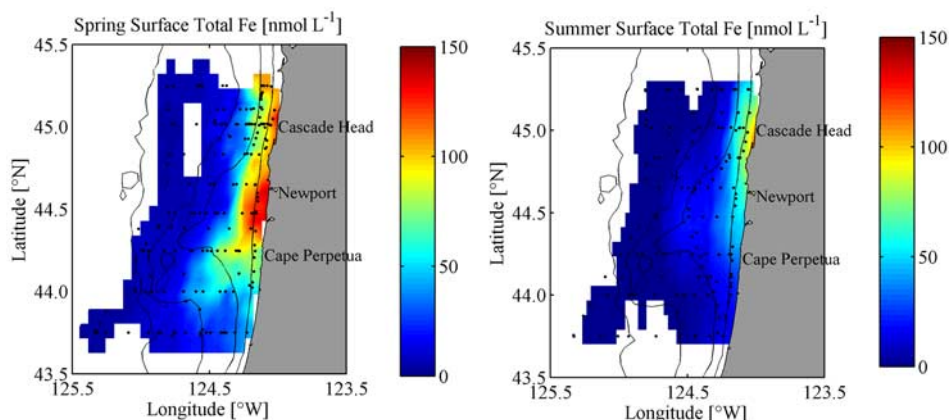 Spring Surface Total Fe [nmol L-1]
45.5
45.0
44.5
44.0
43.5
Latitude [°N]
125.5
124.5
123.5
Longitude [°W]
Cascade Head
Newport
Cape Perpetua
150
100
50
0
Summer Surface Total Fe [nmol L-1]
45.5
45.0
44.5
44.0
43.5
Latitude [°N]
125.5
124.5
123.5
Longitude [°W]
Cascade Head
Newport
Cape Perpetua
150
100
50
0